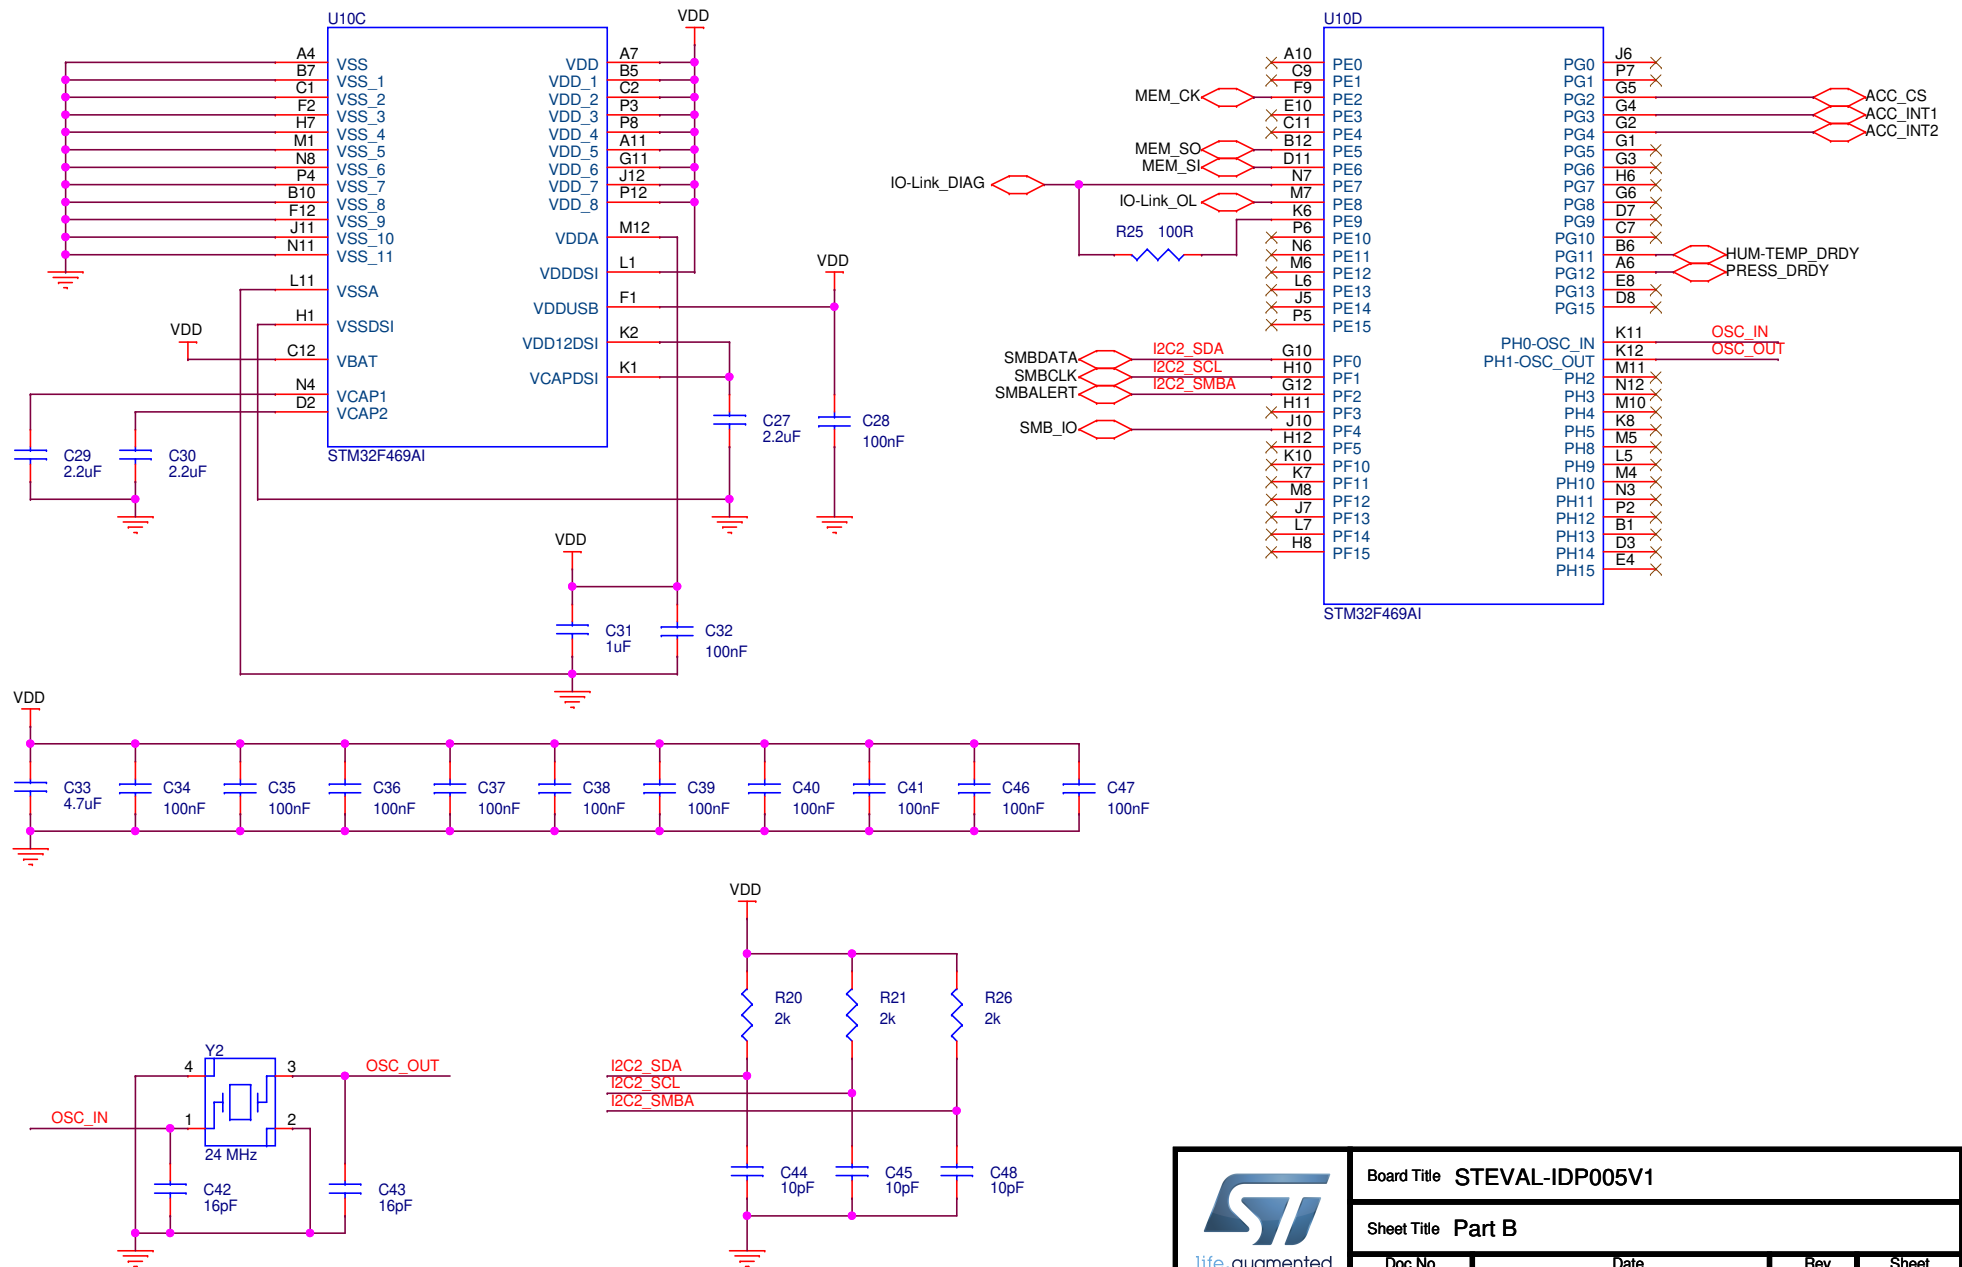 U10C
VDD
A4 VSS
B7 VSS_1
C1 VSS_2
F2 VSS_3
H7 VSS_4
M1 VSS_5
N8 VSS_6
P4 VSS_7
B10 VSS_8
F12 VSS_9
J11 VSS_10
N11 VSS_11
L11 VSSA
H1 VSSDSI
VDD
C12 VBAT
N4 VCAP1
D2 VCAP2
VDD A7
VDD_1 B5
VDD_2 C2
VDD_3 P3
VDD_4 P8
VDD_5 A11
VDD_6 G11
VDD_7 J12
VDD_8 P12
VDDA M12
VDDDSI L1
VDDUSB F1
VDD12DSI K2
VCAPDSI K1
VDD
STM32F469AI
C29
2.2uF
C30
2.2uF
C27
2.2uF
C28
100nF
VDD
C31
1uF
C32
100nF
U10D
A10 PE0
C9 PE1
MEM_CK F9 PE2
E10 PE3
C11 PE4
MEM_SO B12 PE5
MEM_SI D11 PE6
IO-Link_DIAG N7 PE7
IO-Link_OL M7 PE8
K6 PE9
R25 100R
P6 PE10
N6 PE11
M6 PE12
L6 PE13
J5 PE14
P5 PE15
SMBDATA I2C2_SDA G10 PF0
SMBCLK I2C2_SCL H10 PF1
SMBALERT I2C2_SMBA G12 PF2
H11 PF3
SMB_IO J10 PF4
H12 PF5
K10 PF10
K7 PF11
M8 PF12
J7 PF13
L7 PF14
H8 PF15
PG0 J6
PG1 P7
PG2 G5 ACC_CS
PG3 G4 ACC_INT1
PG4 G2 ACC_INT2
PG5 G1
PG6 G3
PG7 H6
PG8 G6
PG9 D7
PG10 C7
PG11 B6 HUM-TEMP_DRDY
PG12 A6 PRESS_DRDY
PG13 E8
PG15 D8
PH0-OSC_IN K11 OSC_IN
PH1-OSC_OUT K12 OSC_OUT
PH2 M11
PH3 N12
PH4 M10
PH5 K8
PH8 M5
PH9 L5
PH10 M4
PH11 N3
PH12 P2
PH13 B1
PH14 D3
PH15 E4
STM32F469AI
VDD
C33
4.7uF
C34
100nF
C35
100nF
C36
100nF
C37
100nF
C38
100nF
C39
100nF
C40
100nF
C41
100nF
C46
100nF
C47
100nF
Y2
4
3
OSC_OUT
OSC_IN
1
2
24 MHz
C42
16pF
C43
16pF
VDD
R20
2k
R21
2k
R26
2k
I2C2_SDA
I2C2_SCL
I2C2_SMBA
C44
10pF
C45
10pF
C48
10pF
ST
life.augmented
Board Title STEVAL-IDP005V1
Sheet Title Part B
Doc No Date Rev Sheet